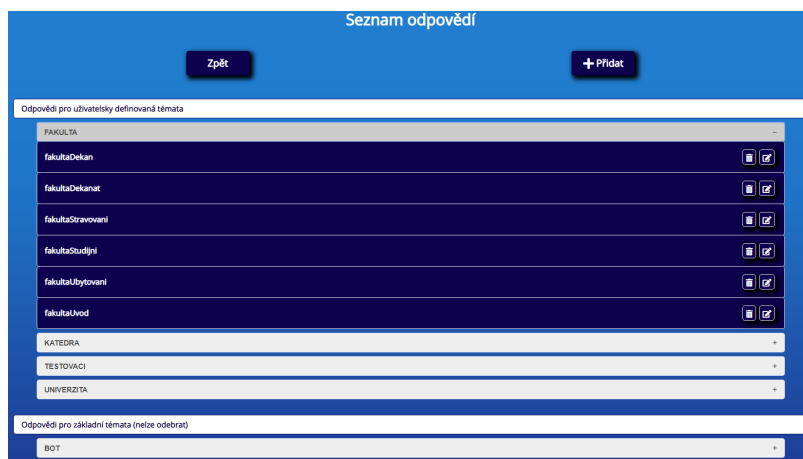 Seznam odpovědí
Zpět
+ Přidat
Odpovědi pro uživatelsky definovaná témata
FAKULTA −
fakultaDekan
fakultaDekanat
fakultaStravovani
fakultaStudijni
fakultaUbytovani
fakultaUvod
KATEDRA +
TESTOVACI +
UNIVERZITA +
Odpovědi pro základní témata (nelze odebrat)
BOT +